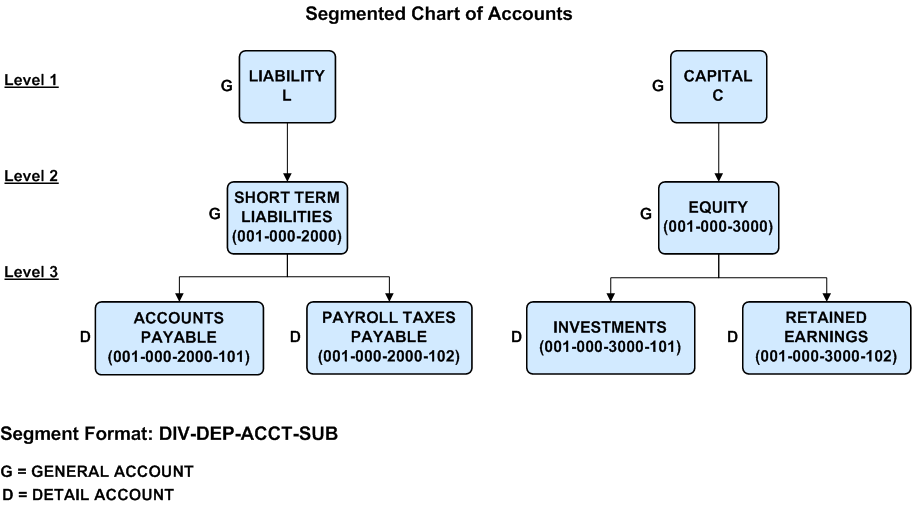 Segmented Chart of Accounts
Level 1
G
LIABILITY
L
G
CAPITAL
C
Level 2
G
SHORT TERM
LIABILITIES
(001-000-2000)
G
EQUITY
(001-000-3000)
Level 3
D
ACCOUNTS
PAYABLE
(001-000-2000-101)
D
PAYROLL TAXES
PAYABLE
(001-000-2000-102)
D
INVESTMENTS
(001-000-3000-101)
D
RETAINED
EARNINGS
(001-000-3000-102)
Segment Format: DIV-DEP-ACCT-SUB
G = GENERAL ACCOUNT
D = DETAIL ACCOUNT